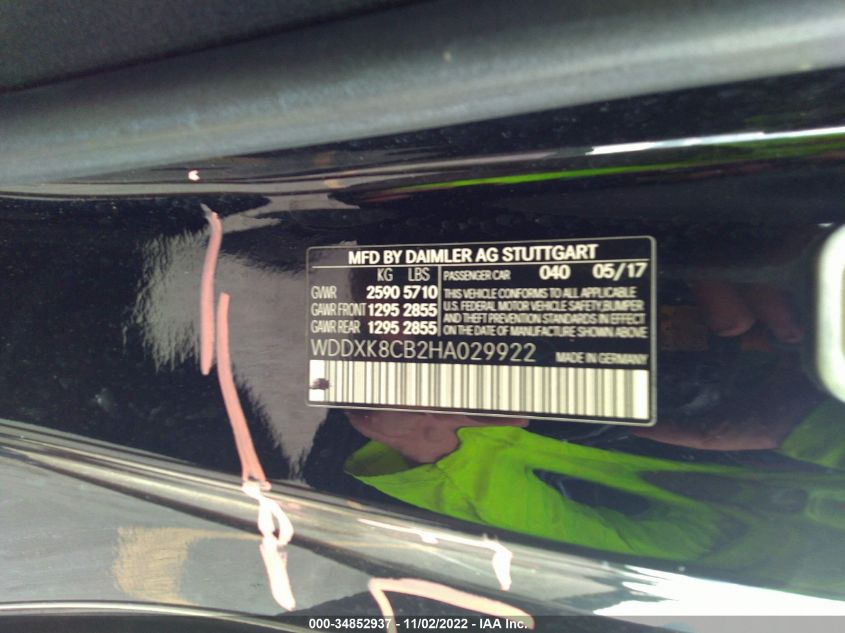 MFD BY DAIMLER AG STUTTGART
KG LBS
GVWR 2590 5710
GAWR FRONT 1295 2855
GAWR REAR 1295 2855
PASSENGER CAR 040 05/17
THIS VEHICLE CONFORMS TO ALL APPLICABLE
U.S. FEDERAL MOTOR VEHICLE SAFETY, BUMPER
AND THEFT PREVENTION STANDARDS IN EFFECT
ON THE DATE OF MANUFACTURE SHOWN ABOVE
WDDXK8CB2HA029922 MADE IN GERMANY
000-34852937 - 11/02/2022 - IAA Inc.